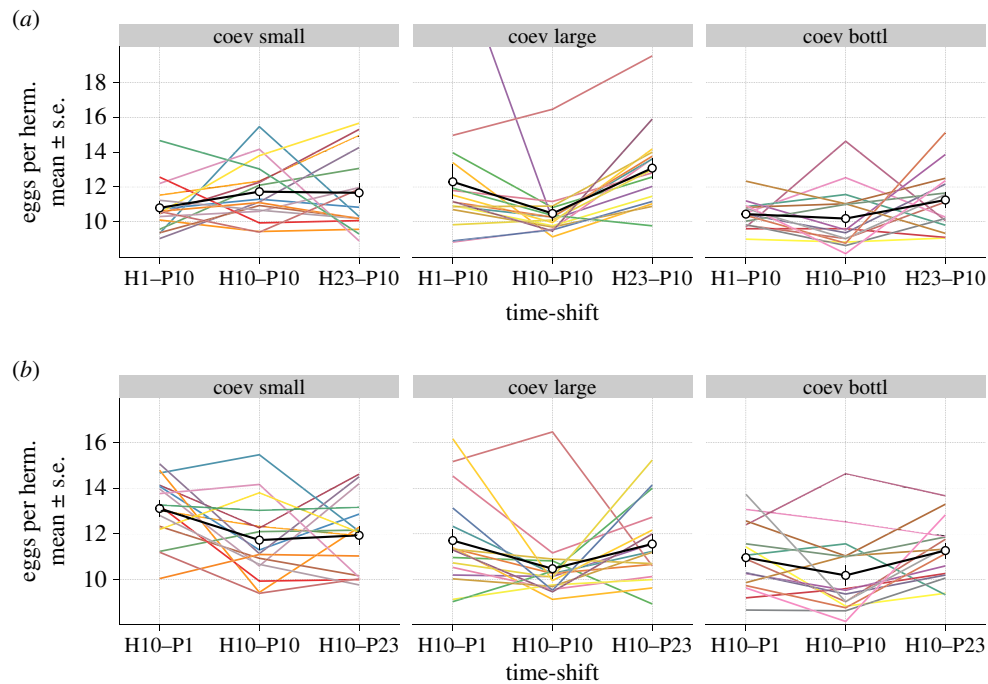 (a)
coev small coev large coev bottl
eggs per herm.
mean ± s.e.
18
16
14
12
10
H1–P10 H10–P10 H23–P10 H1–P10 H10–P10 H23–P10 H1–P10 H10–P10 H23–P10
time-shift
(b)
coev small coev large coev bottl
eggs per herm.
mean ± s.e.
16
14
12
10
H10–P1 H10–P10 H10–P23 H10–P1 H10–P10 H10–P23 H10–P1 H10–P10 H10–P23
time-shift